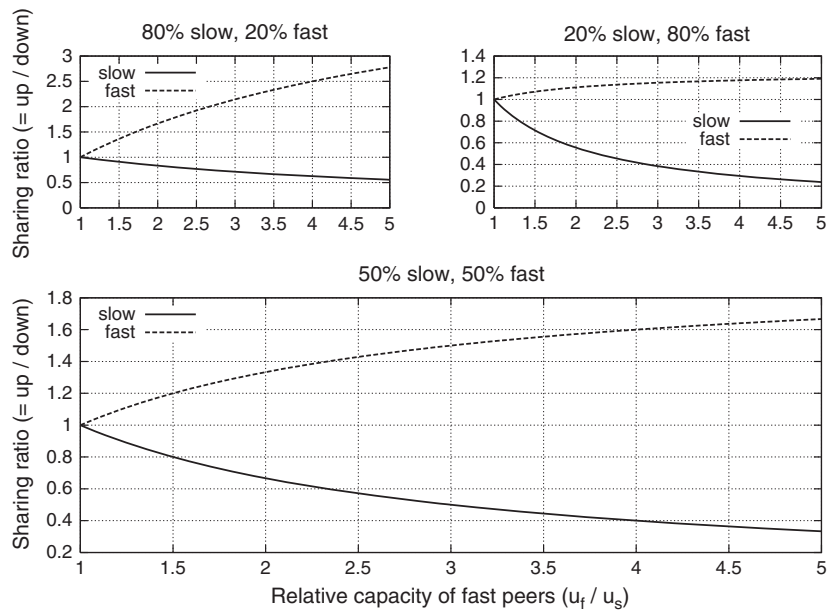 80% slow, 20% fast
Sharing ratio (= up / down)
3
2.5
2
1.5
1
0.5
0
slow
fast
1 1.5 2 2.5 3 3.5 4 4.5 5
20% slow, 80% fast
1.4
1.2
1
0.8
0.6
0.4
0.2
0
slow
fast
1 1.5 2 2.5 3 3.5 4 4.5 5
50% slow, 50% fast
Sharing ratio (= up / down)
1.8
1.6
1.4
1.2
1
0.8
0.6
0.4
0.2
slow
fast
1 1.5 2 2.5 3 3.5 4 4.5 5
Relative capacity of fast peers (u_f / u_s)